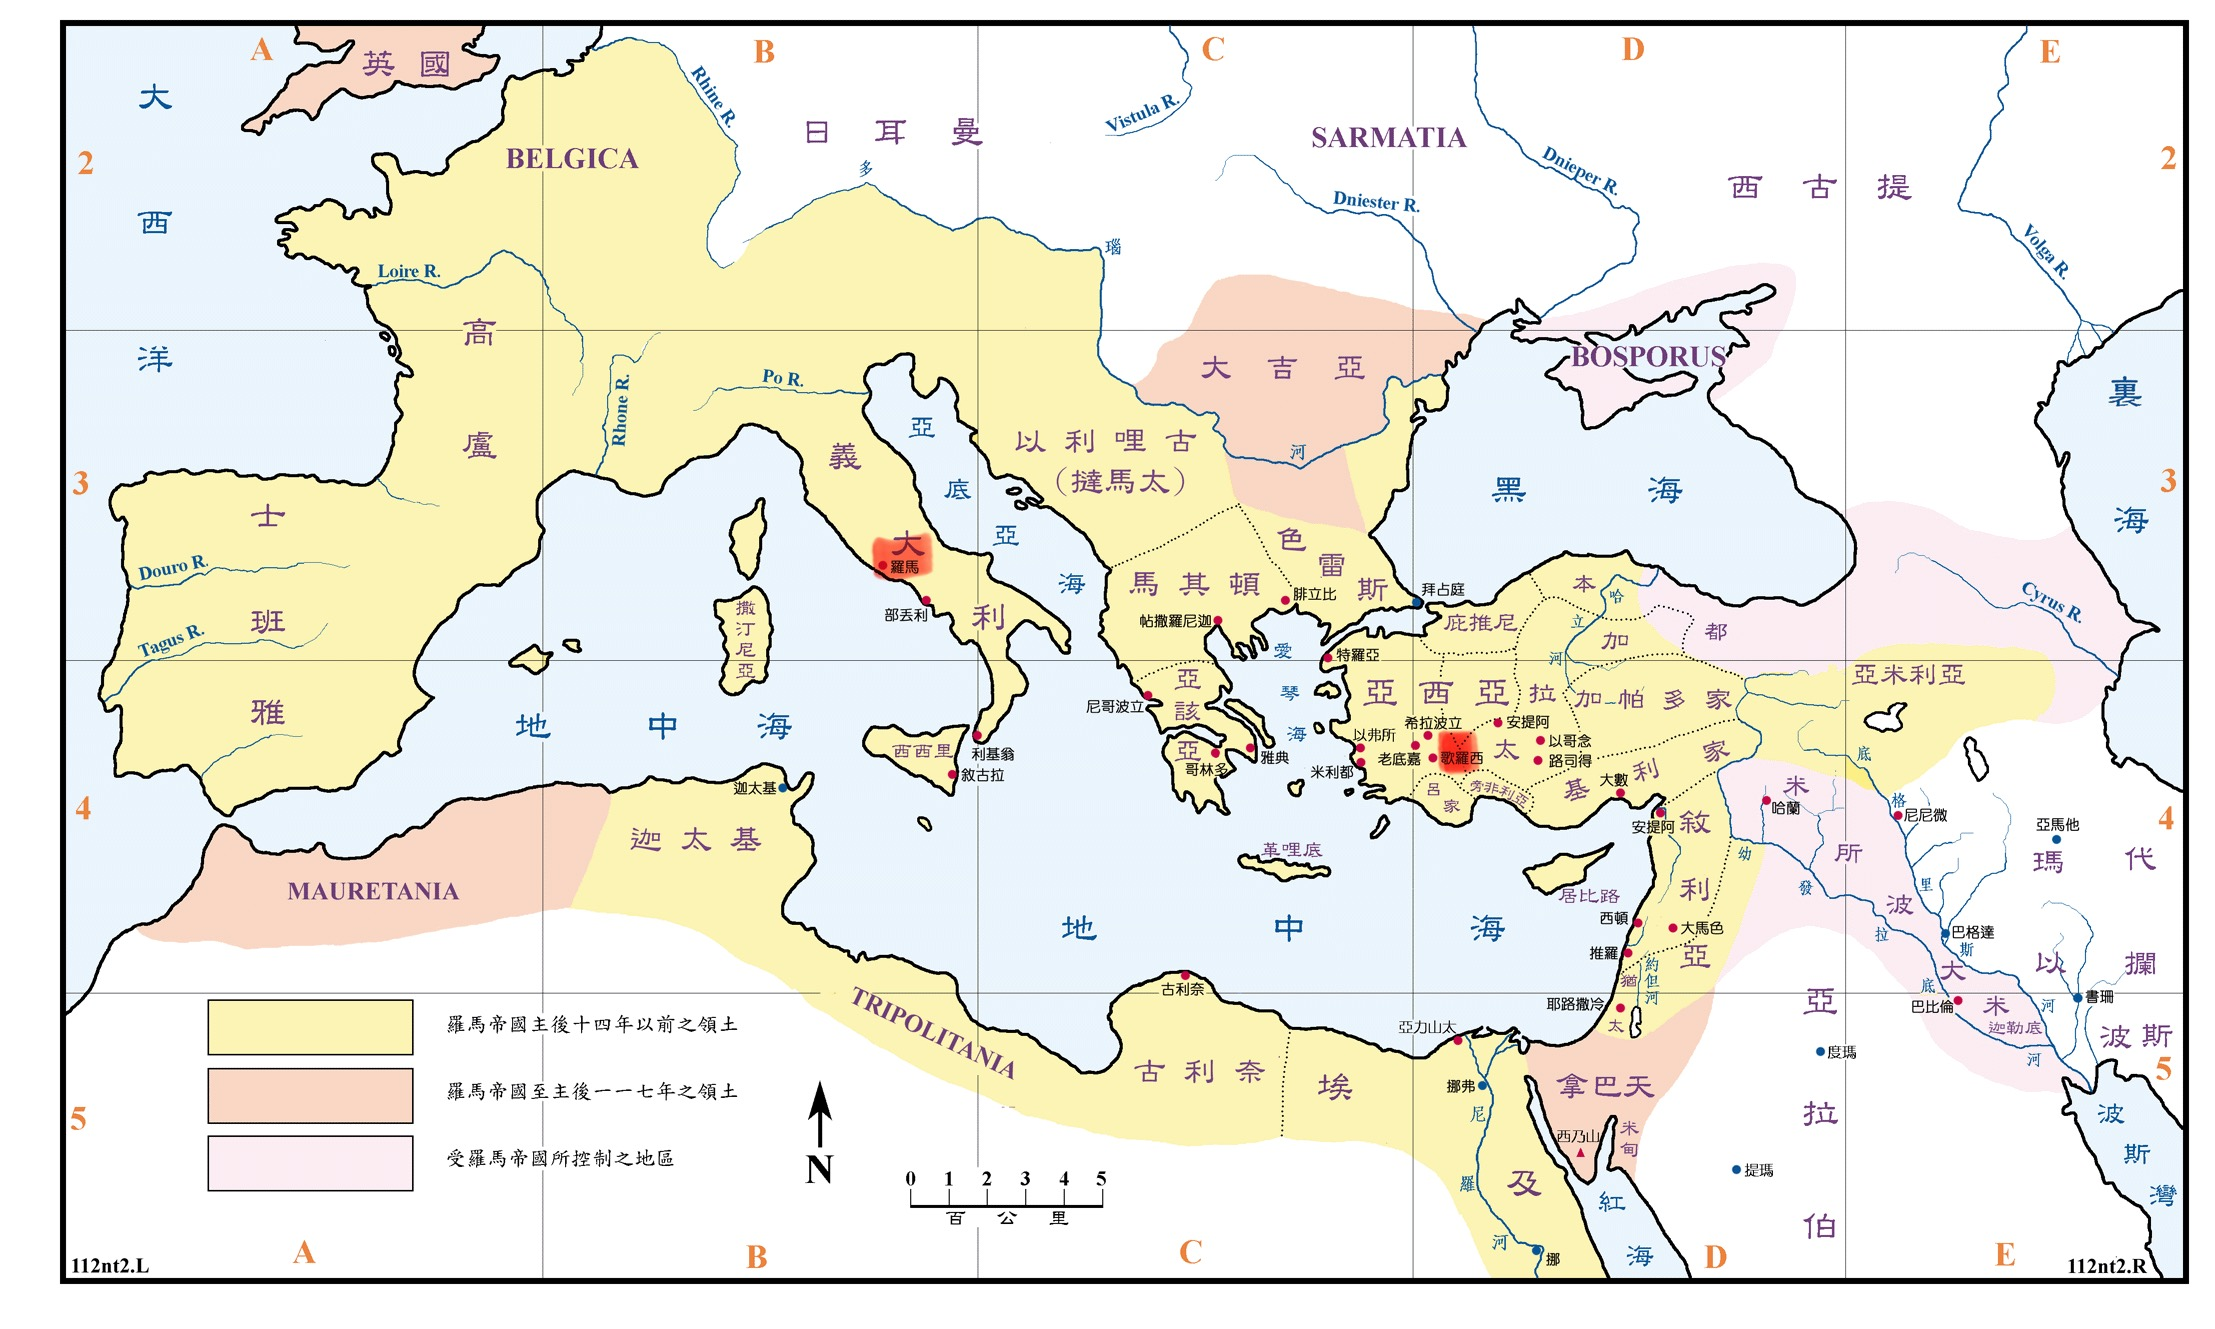 A
B
C
D
E
英國
大西洋
2
BELGICA
Rhine R.
日耳曼
多
瑙
河
Vistula R.
SARMATIA
Dniester R.
Dnieper R.
西古提
Volga R.
2
Loire R.
高盧
Rhone R.
Po R.
大吉亞
BOSPORUS
裏海
3
士班雅
Douro R.
Tagus R.
義大利
羅馬
部丟利
亞底亞海
以利哩古
(撻馬太)
色雷斯
黑海
3
撒汀尼亞
馬其頓
腓立比
帖撒羅尼迦
拜占庭
庇推尼
本都
哈立河
加
Cyrus R.
特羅亞
愛琴海
亞該亞
尼哥波立
哥林多
雅典
亞西亞
拉
加帕多家
亞米利亞
希拉波立
安提阿
以弗所
老底嘉
歌羅西
太
以哥念
路司得
米利都
呂家
旁非利亞
基利家
大數
地中海
西西里
利基翁
敘古拉
4
迦太基
迦太基
MAURETANIA
革哩底
居比路
安提阿
敘利亞
米所波大米
哈蘭
底格里斯河
尼尼微
亞馬他
瑪代
4
幼發拉底河
地中海
西頓
大馬色
推羅
約但河
猶太
耶路撒冷
巴格達
以攔
書珊
巴比倫
迦勒底
波斯
TRIPOLITANIA
古利奈
古利奈
亞力山太
埃及
挪弗
尼羅河
挪
拿巴天
西乃山
米甸
紅海
亞拉伯
度瑪
提瑪
波斯灣
5
5
羅馬帝國主後十四年以前之領土
羅馬帝國至主後一一七年之領土
受羅馬帝國所控制之地區
N
0 1 2 3 4 5
百公里
A
B
C
D
E
112nt2.L
112nt2.R